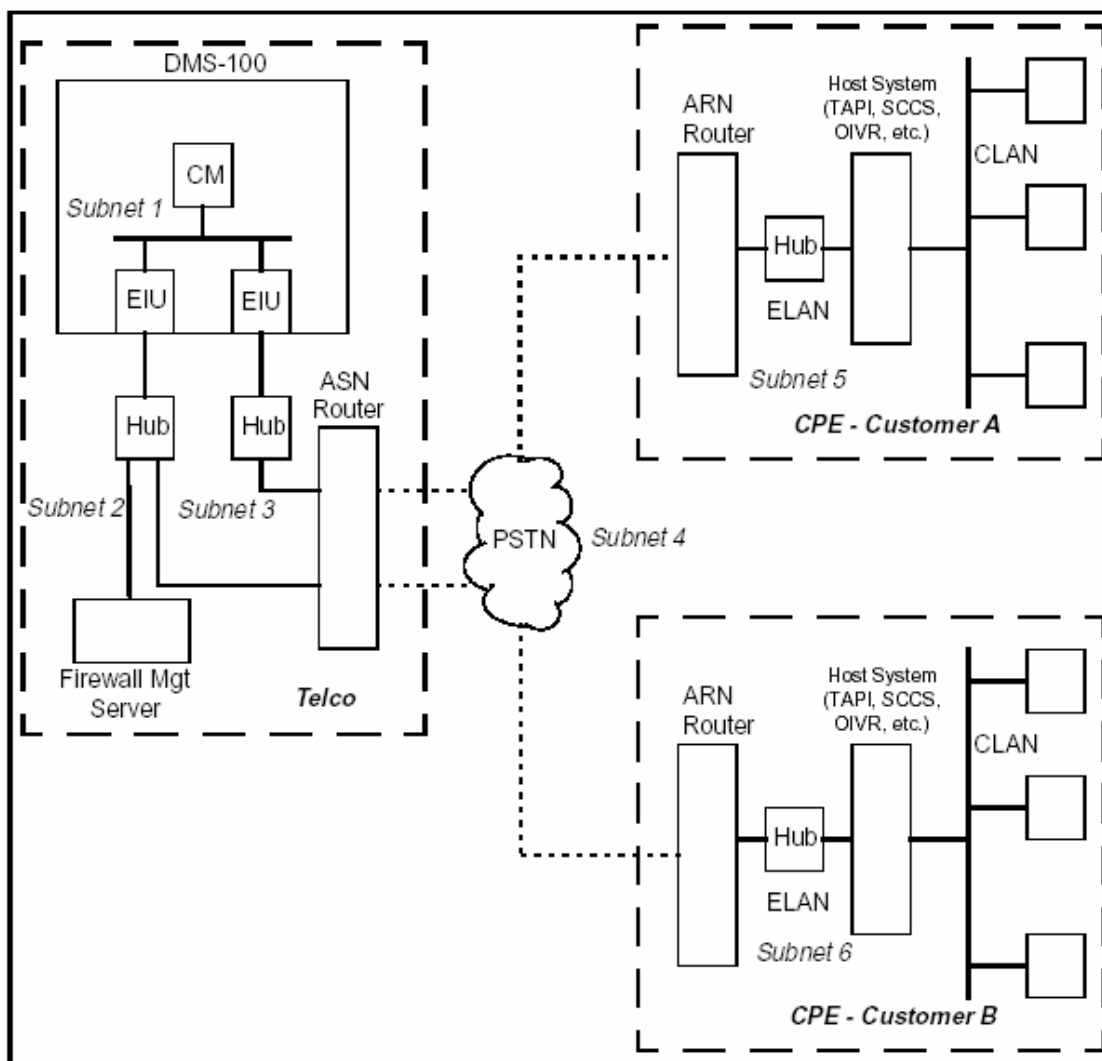 DMS-100
CM
Subnet 1
EIU
EIU
ASN
Router
Hub
Hub
Subnet 2
Subnet 3
Firewall Mgt
Server
Telco
PSTN
Subnet 4
ARN
Router
Host System
(TAPI, SCCS,
OIVR, etc.)
CLAN
Hub
ELAN
Subnet 5
CPE - Customer A
ARN
Router
Host System
(TAPI, SCCS,
OIVR, etc.)
CLAN
Hub
ELAN
Subnet 6
CPE - Customer B